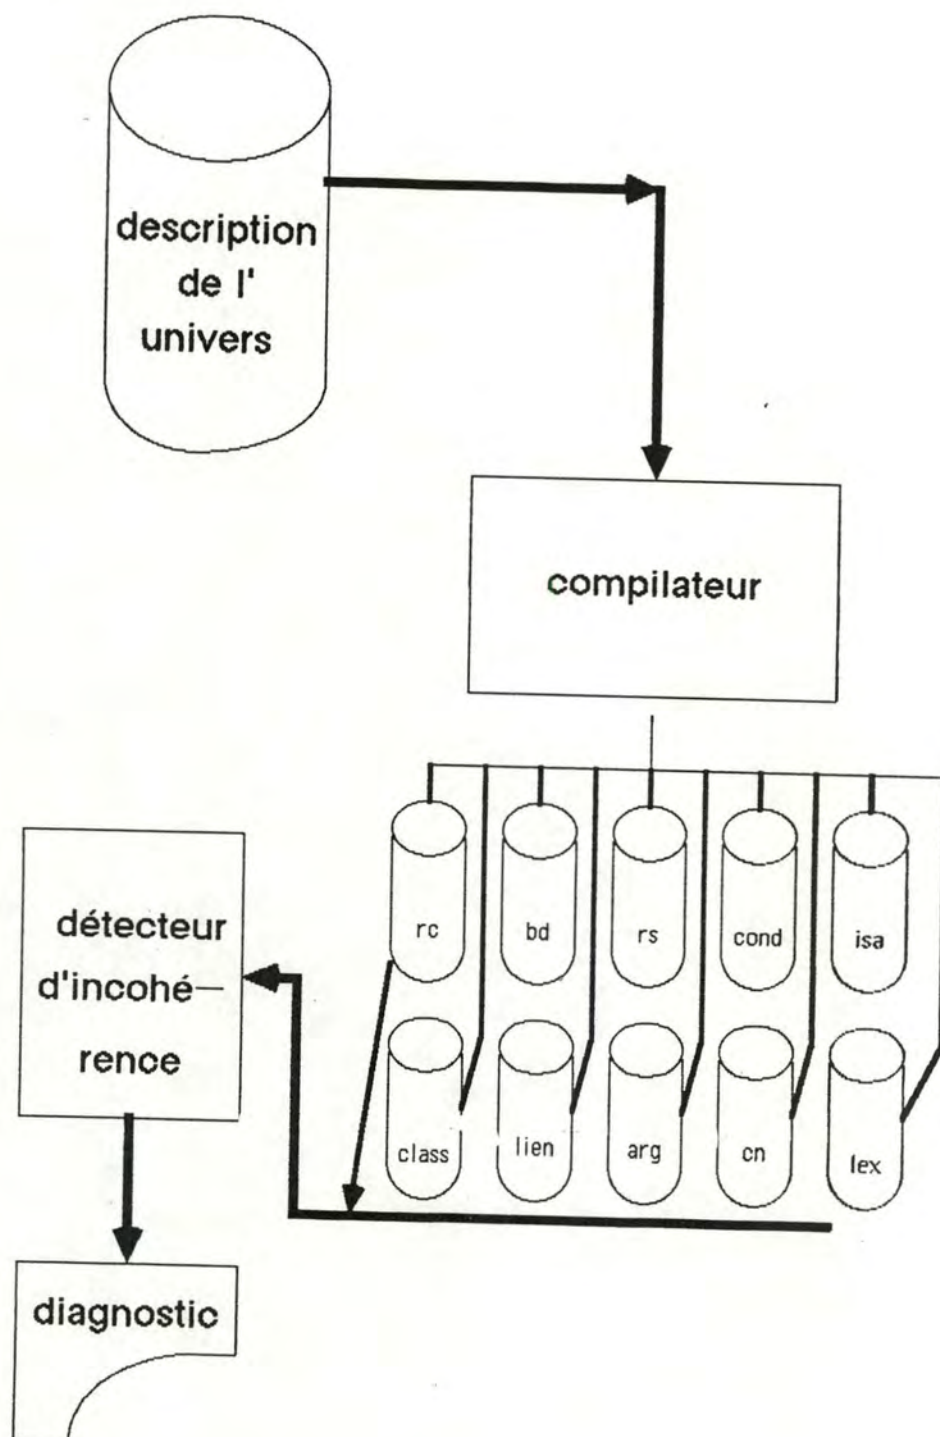 description
de l'
univers
compilateur
rc
bd
rs
cond
isa
détecteur
d'incohé—
rence
class
lien
arg
cn
lex
diagnostic